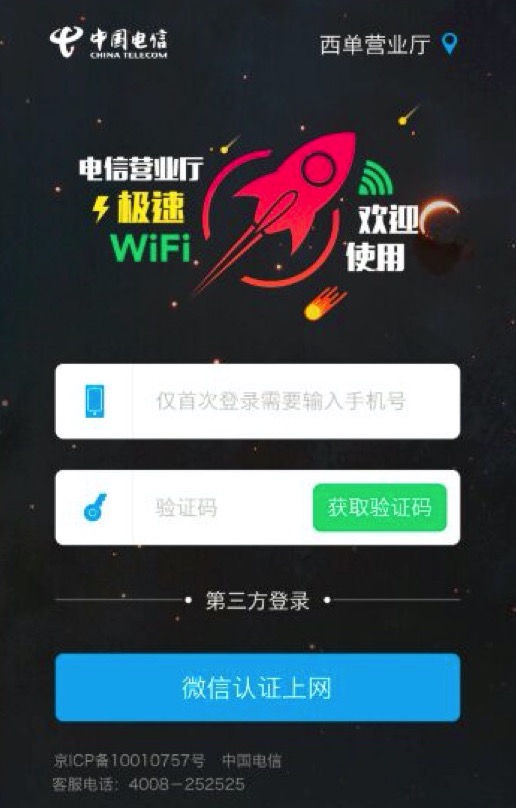 中国电信
CHINA TELECOM
西单营业厅
电信营业厅
极速
WiFi
欢迎
使用
仅首次登录需要输入手机号
验证码
获取验证码
第三方登录
微信认证上网
京ICP备10010757号 中国电信
客服电话：4008－252525